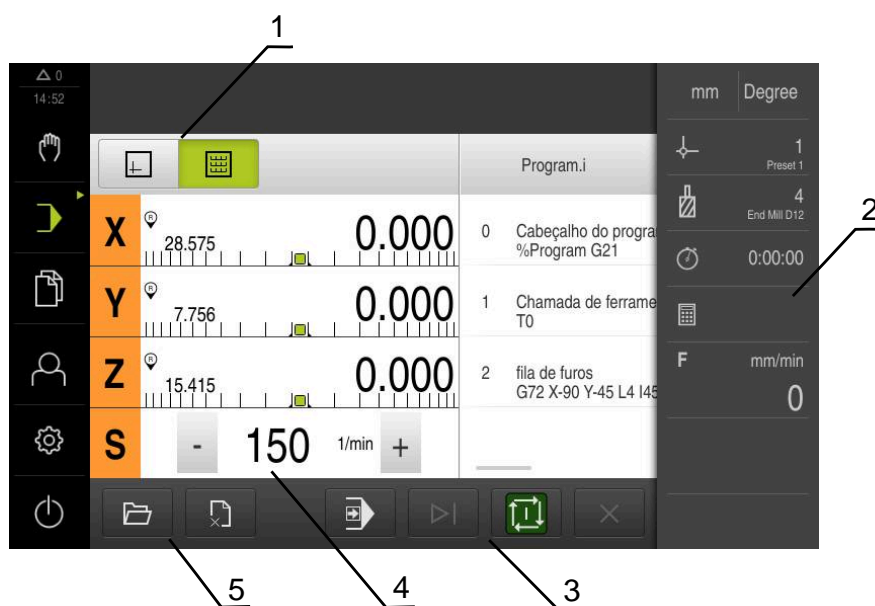 1
0
14:52
mm Degree
1
Preset 1
Program.i
4
End Mill D12
2
X R 28.575 0.000
0 Cabeçalho do progra
%Program G21
0:00:00
Y R 7.756 0.000
1 Chamada de ferrame
T0
Z R 15.415 0.000
2 fila de furos
G72 X-90 Y-45 L4 I45
F mm/min
0
S - 150 1/min +
5 4 3